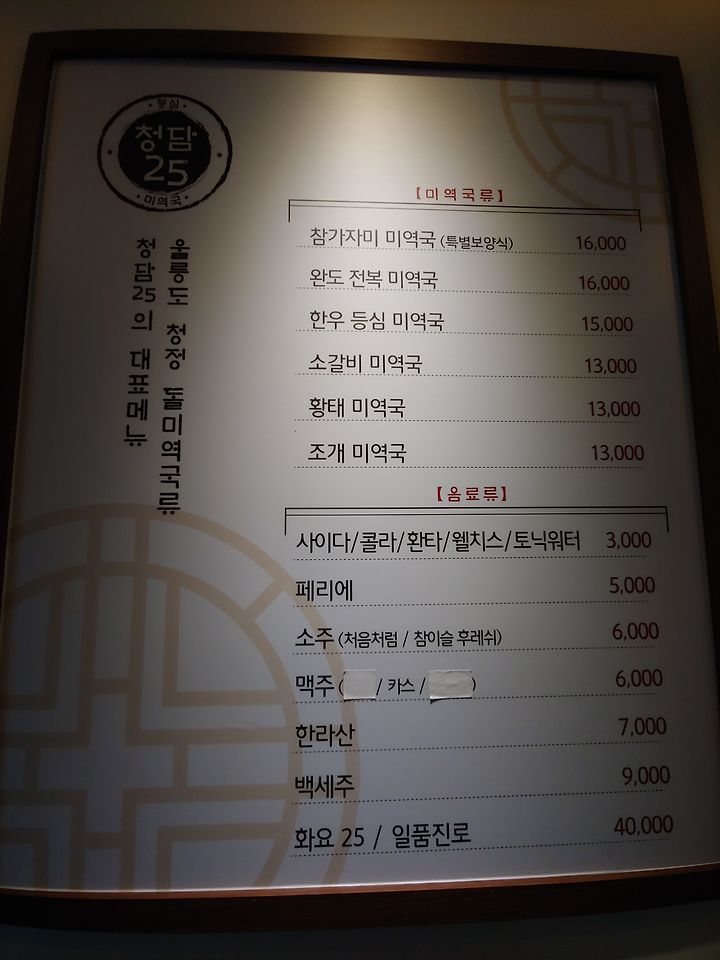 등심
청담
25
미역국
울릉도 청정 돌미역국류
청담25의 대표메뉴
【미역국류】
참가자미 미역국 (특별보양식) 16,000
완도 전복 미역국 16,000
한우 등심 미역국 15,000
소갈비 미역국 13,000
황태 미역국 13,000
조개 미역국 13,000
【음료류】
사이다/콜라/환타/웰치스/토닉워터 3,000
페리에 5,000
소주 (처음처럼 / 참이슬 후레쉬) 6,000
맥주 ( / 카스 / ) 6,000
한라산 7,000
백세주 9,000
화요 25 / 일품진로 40,000